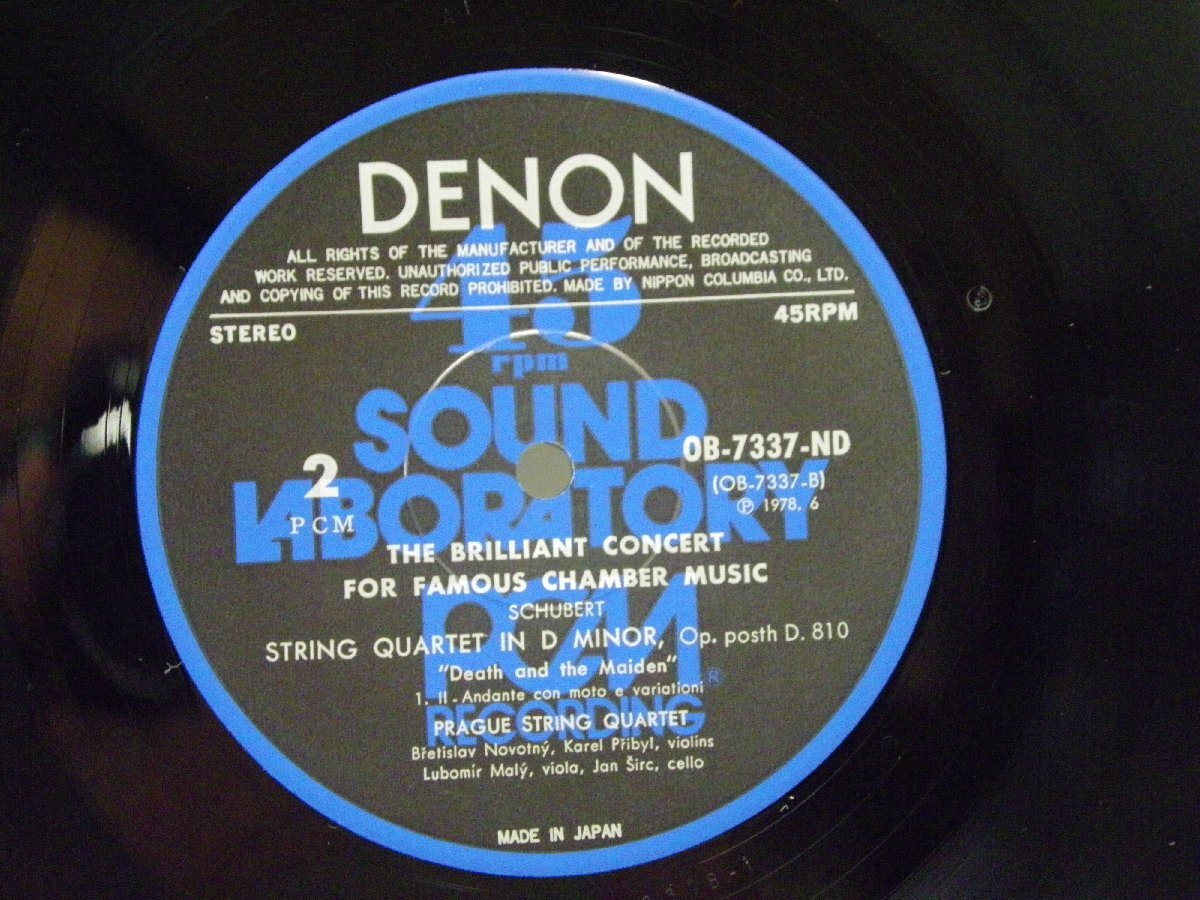 DENON
ALL RIGHTS OF THE MANUFACTURER AND OF THE RECORDED
WORK RESERVED. UNAUTHORIZED PUBLIC PERFORMANCE, BROADCASTING
AND COPYING OF THIS RECORD PROHIBITED. MADE BY NIPPON COLUMBIA CO., LTD.
STEREO
45RPM
45
rpm
SOUND
LABORATORY
PCM
RECORDING
®
OB-7337-ND
(OB-7337-B)
℗ 1978. 6
2
PCM
THE BRILLIANT CONCERT
FOR FAMOUS CHAMBER MUSIC
SCHUBERT
STRING QUARTET IN D MINOR, Op. posth D. 810
"Death and the Maiden"
1. II - Andante con moto e variationi
PRAGUE STRING QUARTET
Břetislav Novotný, Karel Přibyl, violins
Lubomír Malý, viola, Jan Širc, cello
MADE IN JAPAN